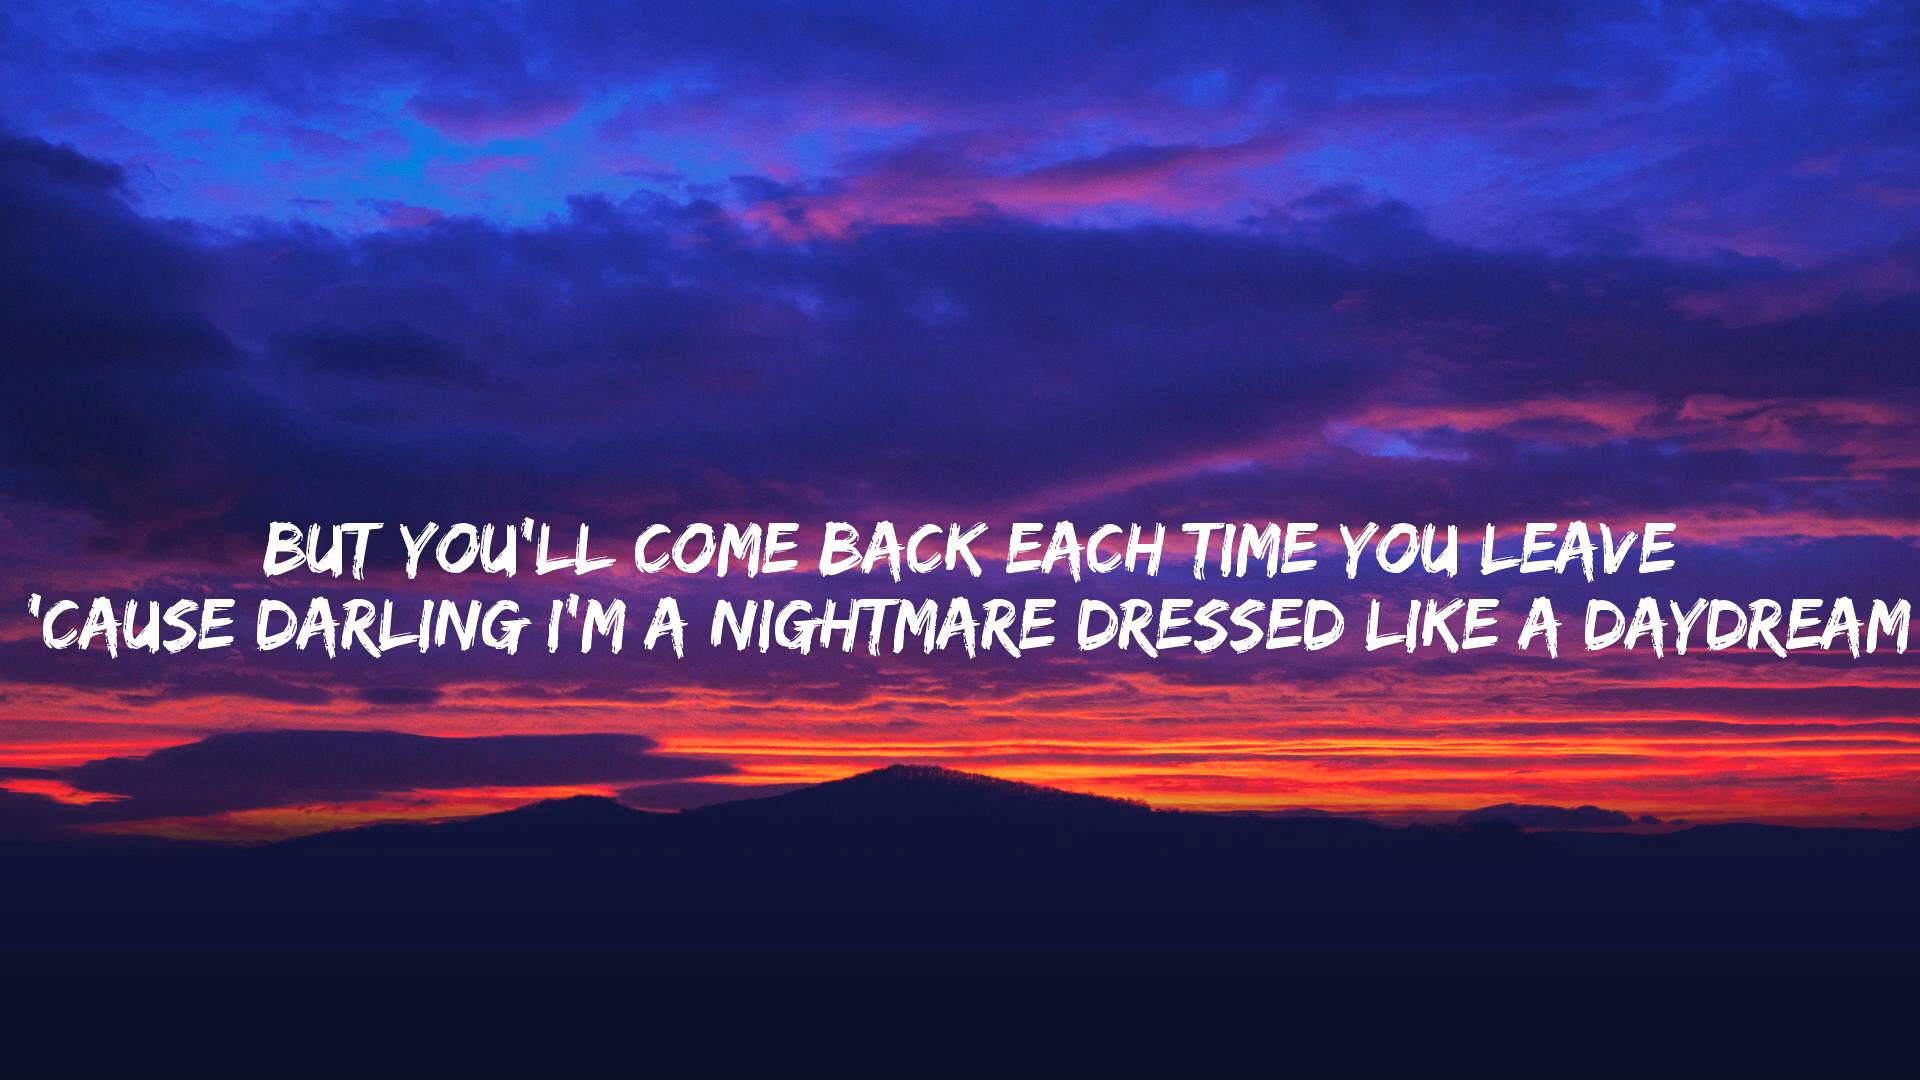 BUT YOU'LL COME BACK EACH TIME YOU LEAVE
'CAUSE DARLING I'M A NIGHTMARE DRESSED LIKE A DAYDREAM